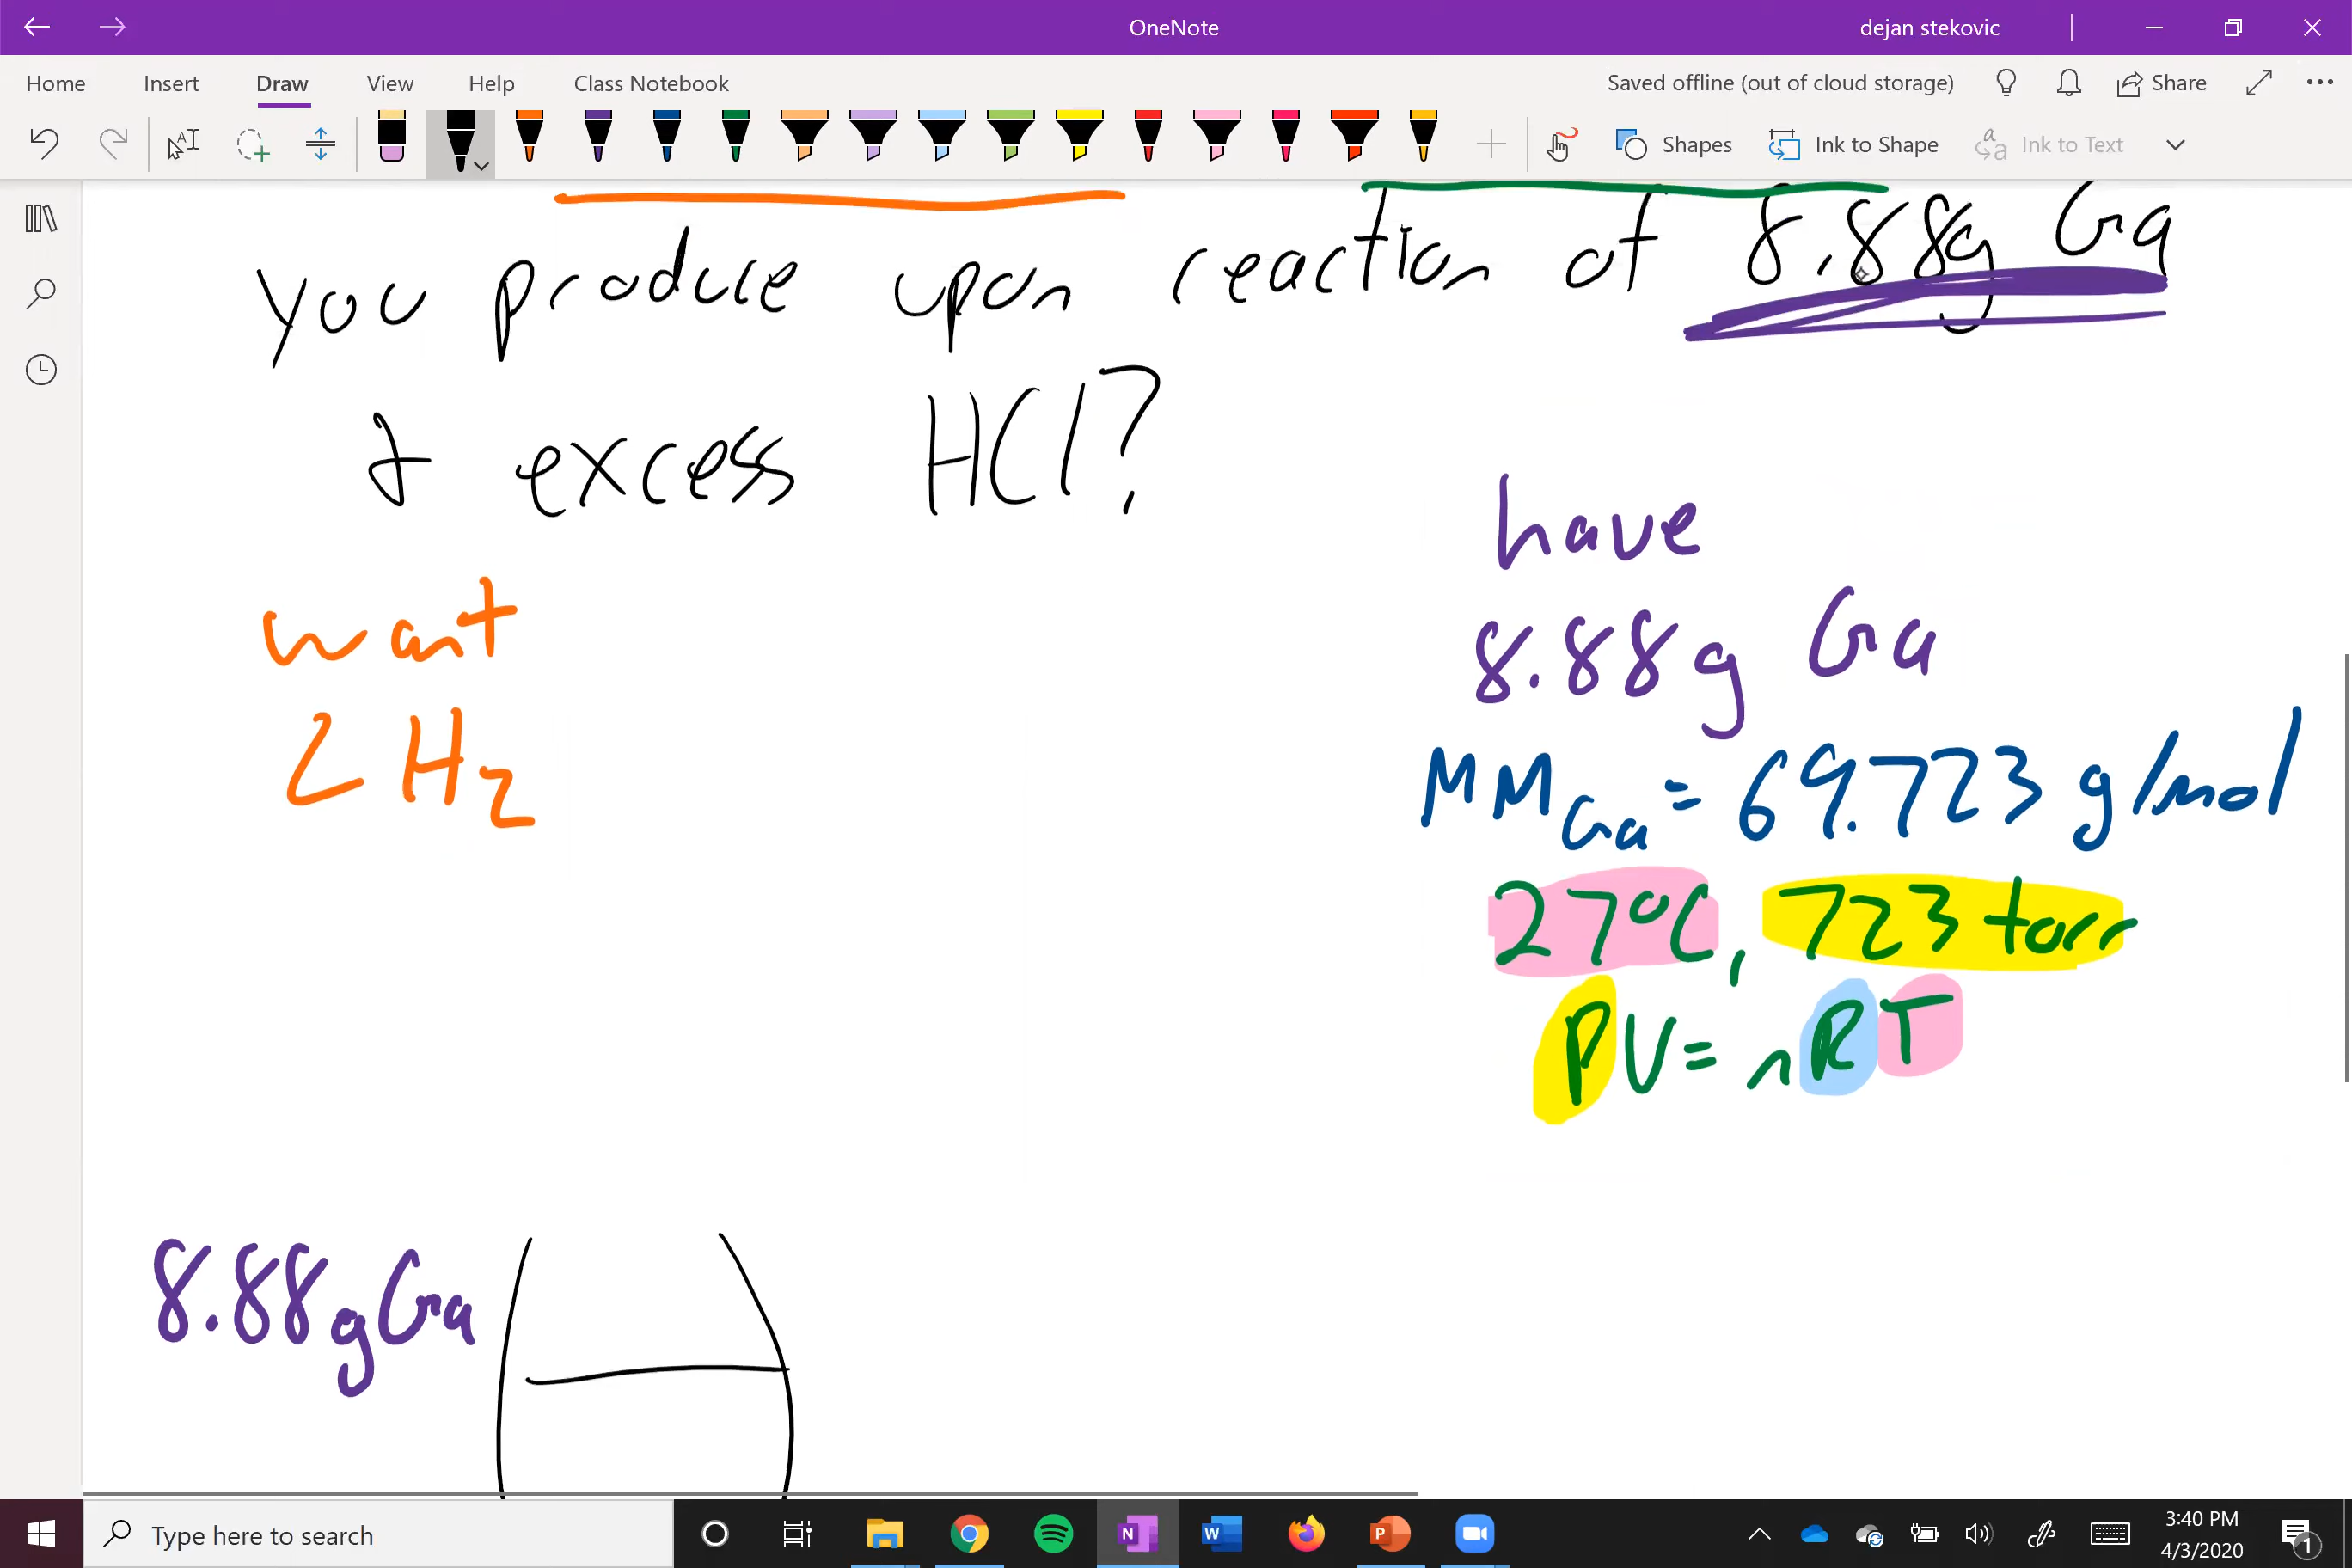 OneNote
dejan stekovic
Home Insert Draw View Help Class Notebook
Saved offline (out of cloud storage)
Share
Shapes
Ink to Shape
Ink to Text
you produce upon reaction of 8.88g Ga
& excess HCl?
have
8.88g Ga
want
L H2
MMGa = 69.723 g/mol
27°C, 723 torr
PV = nRT
8.88gGa
Type here to search
3:40 PM
4/3/2020
1